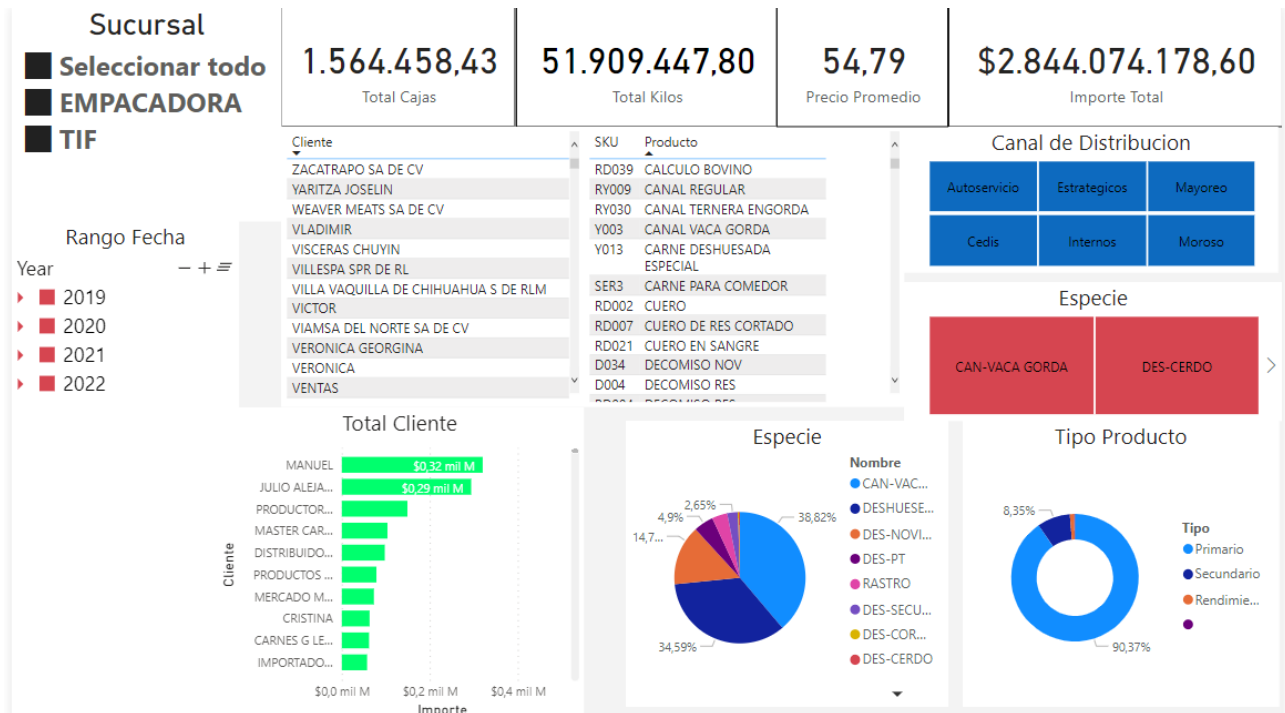 Sucursal
Seleccionar todo
EMPACADORA
TIF
1.564.458,43
Total Cajas
51.909.447,80
Total Kilos
54,79
Precio Promedio
$2.844.074.178,60
Importe Total
Rango Fecha
Year
2019
2020
2021
2022
Cliente
ZACATRAPO SA DE CV
YARITZA JOSELIN
WEAVER MEATS SA DE CV
VLADIMIR
VISCERAS CHUYIN
VILLESPA SPR DE RL
VILLA VAQUILLA DE CHIHUAHUA S DE RLM
VICTOR
VIAMSA DEL NORTE SA DE CV
VERONICA GEORGINA
VERONICA
VENTAS
SKU Producto
RD039 CALCULO BOVINO
RY009 CANAL REGULAR
RY030 CANAL TERNERA ENGORDA
Y003 CANAL VACA GORDA
Y013 CARNE DESHUESADA
ESPECIAL
SER3 CARNE PARA COMEDOR
RD002 CUERO
RD007 CUERO DE RES CORTADO
RD021 CUERO EN SANGRE
D034 DECOMISO NOV
D004 DECOMISO RES
Canal de Distribucion
Autoservicio Estrategicos Mayoreo
Cedis Internos Moroso
Especie
CAN-VACA GORDA DES-CERDO
Total Cliente
Cliente
MANUEL $0,32 mil M
JULIO ALEJA... $0,29 mil M
PRODUCTOR...
MASTER CAR...
DISTRIBUIDO...
PRODUCTOS ...
MERCADO M...
CRISTINA
CARNES G LE...
IMPORTADO...
$0,0 mil M $0,2 mil M $0,4 mil M
Importe
Especie
2,65%
4,9%
14,7...
38,82%
34,59%
Nombre
CAN-VAC...
DESHUESE...
DES-NOVI...
DES-PT
RASTRO
DES-SECU...
DES-COR...
DES-CERDO
Tipo Producto
8,35%
90,37%
Tipo
Primario
Secundario
Rendimie...